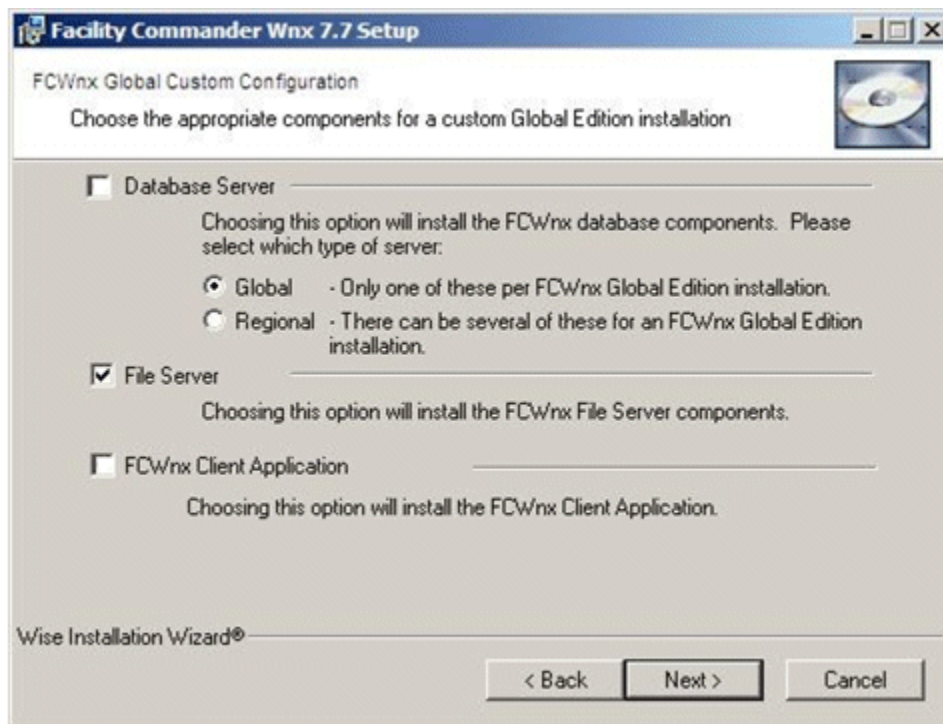 Facility Commander Wnx 7.7 Setup
FCWnx Global Custom Configuration
Choose the appropriate components for a custom Global Edition installation
Database Server
Choosing this option will install the FCWnx database components. Please
select which type of server:
Global - Only one of these per FCWnx Global Edition installation.
Regional - There can be several of these for an FCWnx Global Edition
installation.
File Server
Choosing this option will install the FCWnx File Server components.
FCWnx Client Application
Choosing this option will install the FCWnx Client Application.
Wise Installation Wizard®
< Back
Next >
Cancel